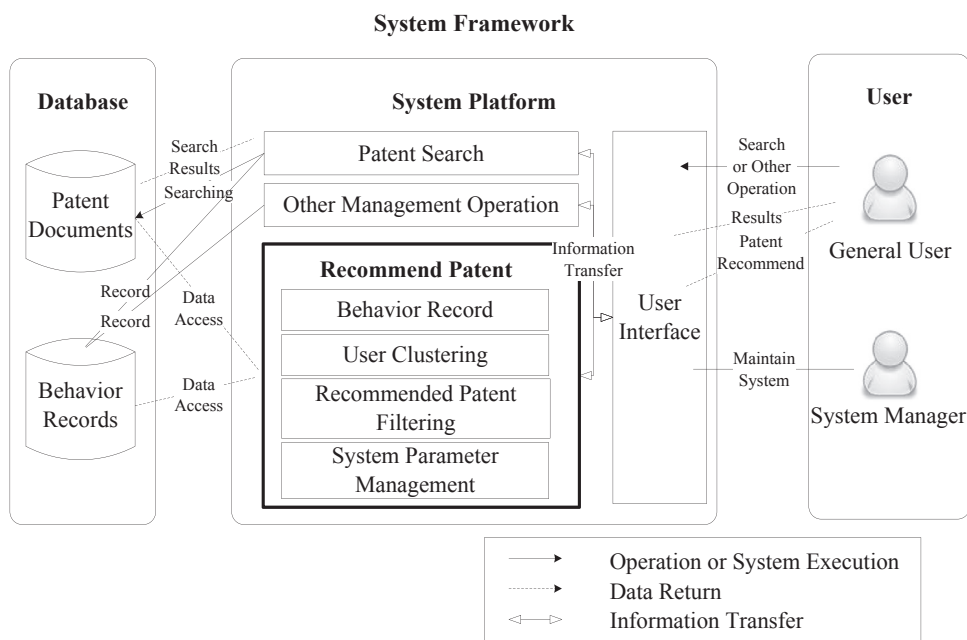 System Framework
Database
Patent
Documents
Behavior
Records
Search
Results
Searching
Record
Record
Data
Access
Data
Access
System Platform
Patent Search
Other Management Operation
Recommend Patent
Behavior Record
User Clustering
Recommended Patent
Filtering
System Parameter
Management
Information
Transfer
User
Interface
Search
or Other
Operation
Results
Patent
Recommend
Maintain
System
User
General User
System Manager
Operation or System Execution
Data Return
Information Transfer